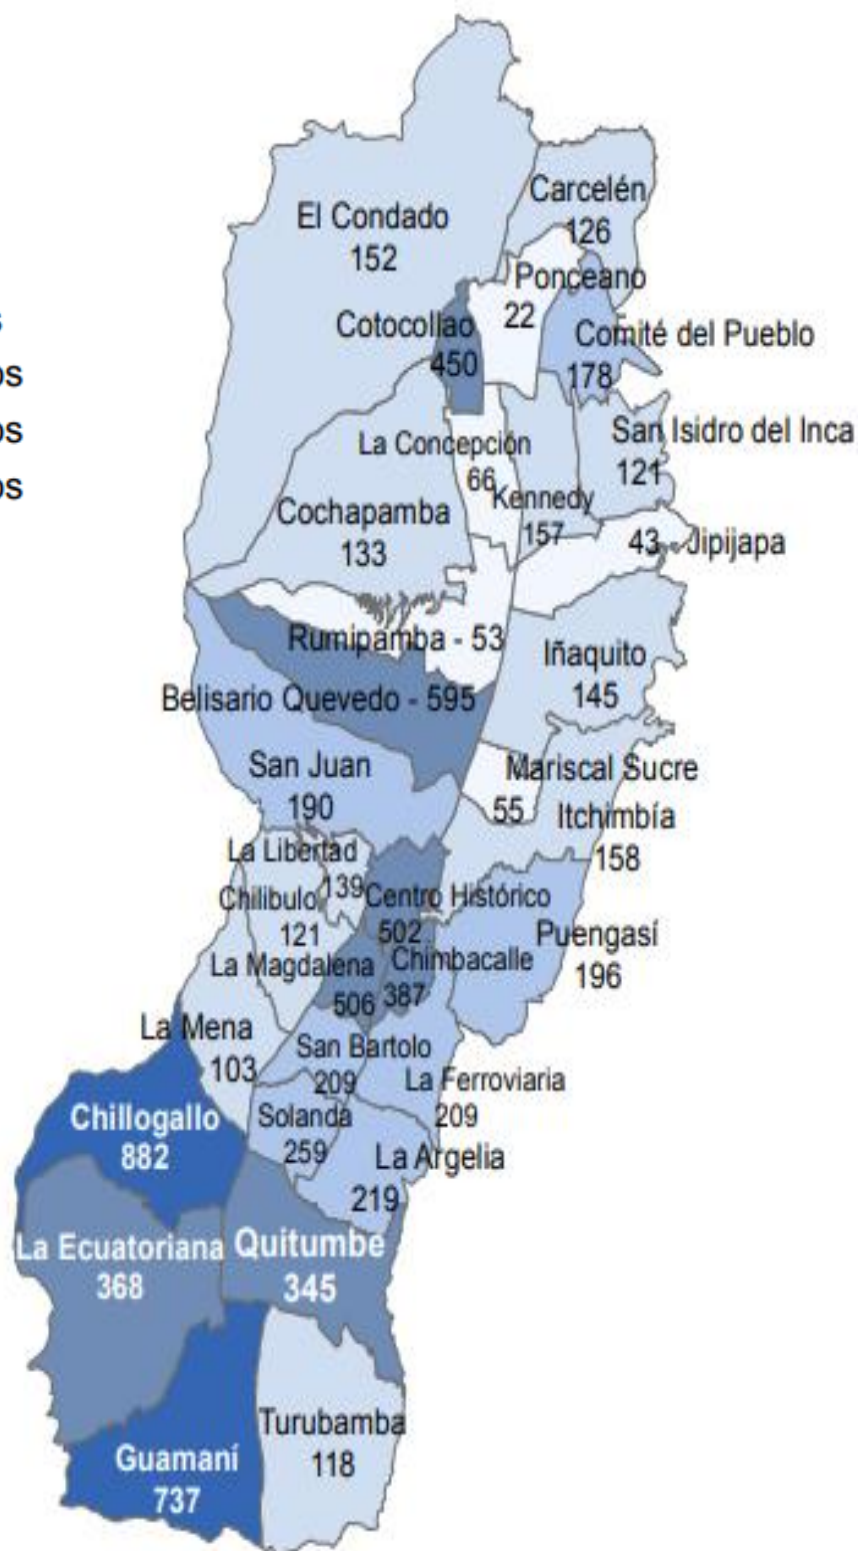 Carcelén
126
El Condado
152
Ponceano
22
Cotocollao
450
Comité del Pueblo
178
s
os
os
os
La Concepción
66
San Isidro del Inca
121
Kennedy
157
Cochapamba
133
43 Jipijapa
Rumipamba - 53
Iñaquito
145
Belisario Quevedo - 595
San Juan
190
Mariscal Sucre
55
Itchimbía
158
La Libertad
139
Chilibulo
121
Centro Histórico
502
Puengasí
196
La Magdalena
506
Chimbacalle
387
La Mena
103
San Bartolo
209
La Ferroviaria
209
Chillogallo
882
Solanda
259
La Argelia
219
La Ecuatoriana
368
Quitumbe
345
Turubamba
118
Guamaní
737